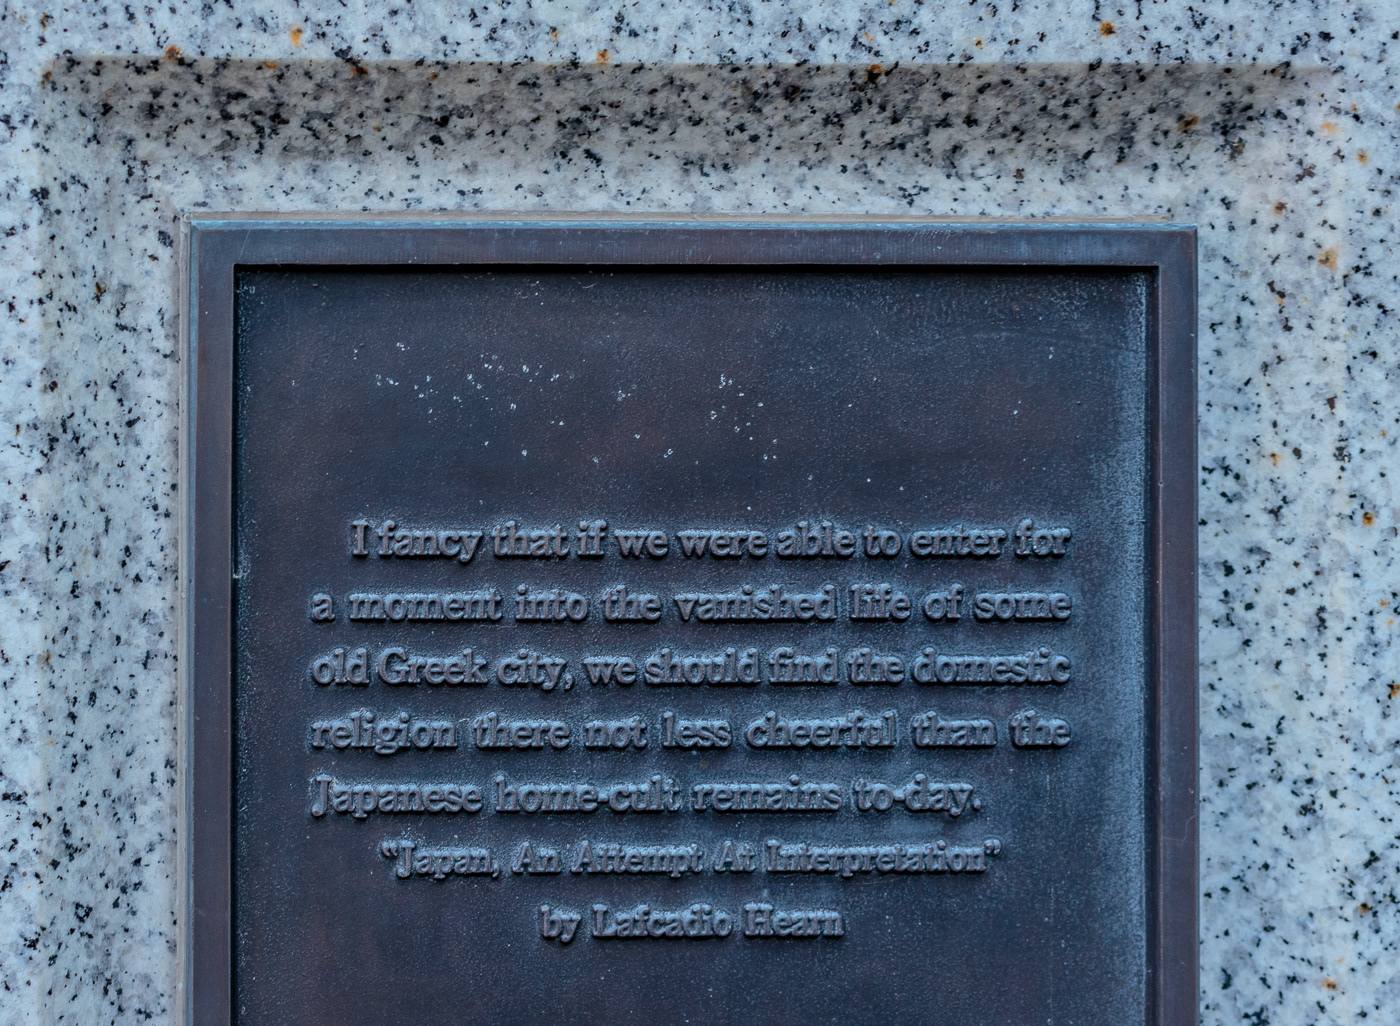 I fancy that if we were able to enter for
a moment into the vanished life of some
old Greek city, we should find the domestic
religion there not less cheerful than the
Japanese home-cult remains to-day.
“Japan, An Attempt At Interpretation”
by Lafcadio Hearn